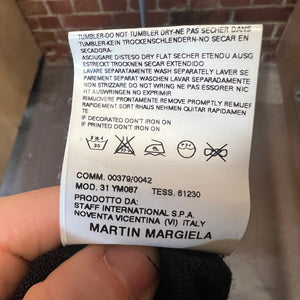 TUMBLER-DO NOT TUMBLER DRY-NE PAS SECHER DANS
TUMBLER-KEIN TROCKENSCHLENDERN-NO SECAR EN
SECADORA-
ASCIUGARE DISTESO DRY FLAT SECHER ETENDU AUSG
ESTRECKT TROCKNEN SECAR EXTENDIDO
LAVARE SEPARATAMENTE WASH SEPARATELY LAVER SE
PAREMENT SEPARAT WASCHEN LAVAR SEPARADAMENTE
NON STRIZZARE DO NOT WRING NE PAS ESSORER NIC
HT AUSWRINGEN NO EXPRIMIR
RIMUOVERE PRONTAMENTE REMOVE PROMPTLY REMUEF
RAPIDEMENT SOFORT RAUS NEHMEN QUITAR RAPIDAMEN
TE
IF DECORATED DON'T IRON ON
IF PRINTED DON'T IRON ON
30
COMM. 00379/0042
MOD. 31 YM087 TESS. 61230
PRODOTTO DA:
STAFF INTERNATIONAL S.P.A.
NOVENTA VICENTINA (VI) ITALY
MARTIN MARGIELA